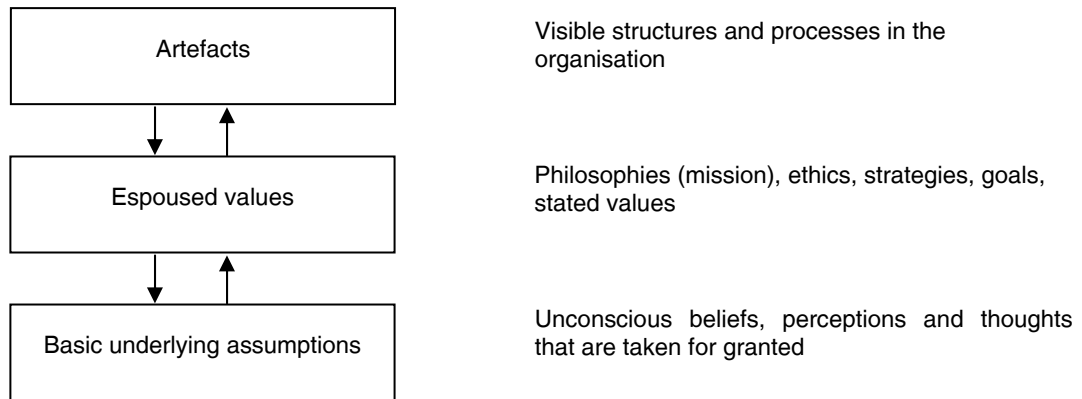 Artefacts
Visible structures and processes in the
organisation
Espoused values
Philosophies (mission), ethics, strategies, goals,
stated values
Basic underlying assumptions
Unconscious beliefs, perceptions and thoughts
that are taken for granted